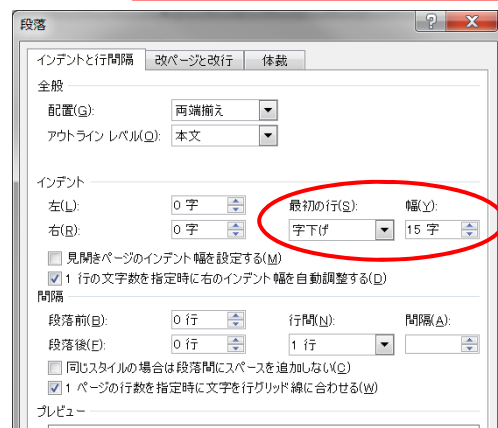 段落
インデントと行間隔 改ページと改行 体裁
全般
配置(G): 両端揃え
アウトライン レベル(O): 本文
インデント
左(L): 0 字 最初の行(S): 幅(Y):
右(R): 0 字 字下げ 15 字
見開きページのインデント幅を設定する(M)
1 行の文字数を指定時に右のインデント幅を自動調整する(D)
間隔
段落前(B): 0 行 行間(N): 間隔(A):
段落後(F): 0 行 1 行
同じスタイルの場合は段落間にスペースを追加しない(C)
1 ページの行数を指定時に文字を行グリッド線に合わせる(W)
プレビュー